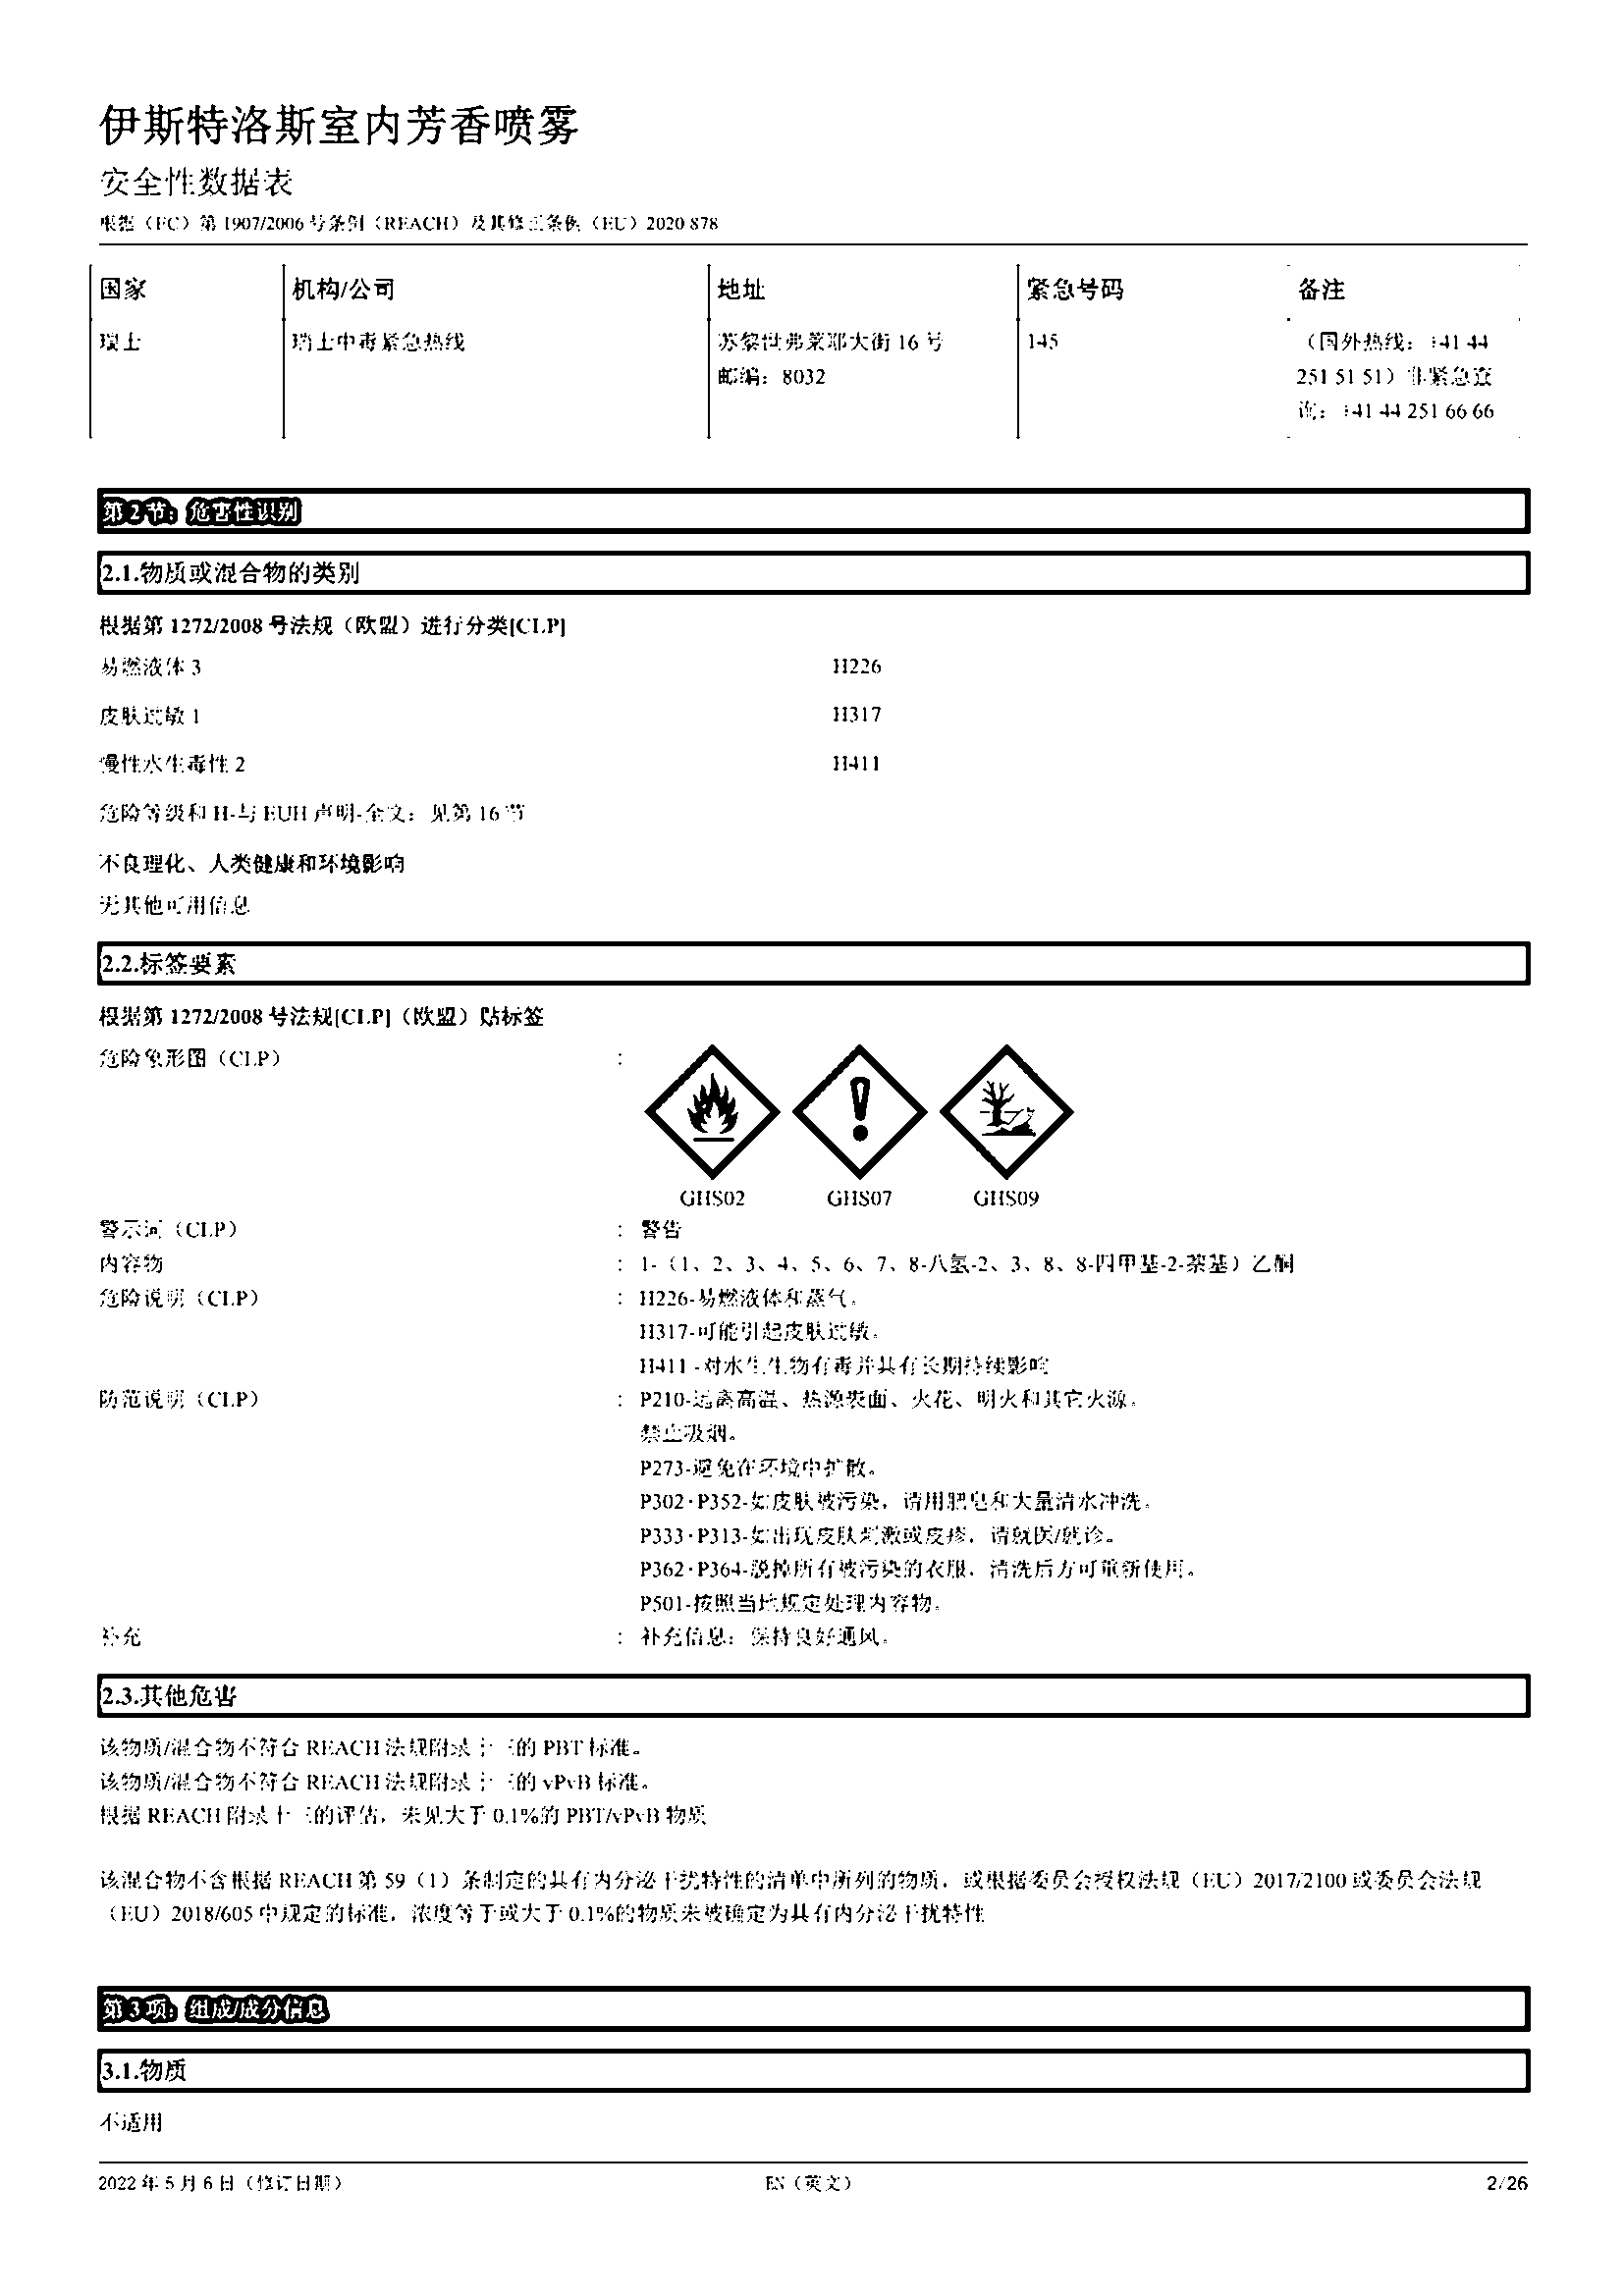 伊斯特洛斯室内芳香喷雾
安全性数据表
根据（EC）第 1907/2006 号条例（REACH）及其修正条例（EU）2020/878
国家 机构/公司 地址 紧急号码 备注
瑞士 瑞士中毒紧急热线 苏黎世弗莱耶大街 16 号 145 （国外热线：+41 44
邮编：8032 251 51 51）非紧急查
询：+41 44 251 66 66
第 2 节：危害性识别
2.1.物质或混合物的类别
根据第 1272/2008 号法规（欧盟）进行分类[CLP]
易燃液体 3 H226
皮肤过敏 1 H317
慢性水生毒性 2 H411
危险等级和 H-与 EUH 声明-全文：见第 16 节
不良理化、人类健康和环境影响
无其他可用信息
2.2.标签要素
根据第 1272/2008 号法规[CLP]（欧盟）贴标签
危险象形图（CLP） :
GHS02 GHS07 GHS09
警示词（CLP） : 警告
内容物 : 1-（1、2、3、4、5、6、7、8-八氢-2、3、8、8-四甲基-2-萘基）乙酮
危险说明（CLP） : H226-易燃液体和蒸气。
H317-可能引起皮肤过敏。
H411 -对水生生物有毒并具有长期持续影响
防范说明（CLP） : P210-远离高温、热源表面、火花、明火和其它火源。
禁止吸烟。
P273-避免在环境中扩散。
P302+P352-如皮肤被污染，请用肥皂和大量清水冲洗。
P333+P313-如出现皮肤刺激或皮疹，请就医/就诊。
P362+P364-脱掉所有被污染的衣服，清洗后方可重新使用。
P501-按照当地规定处理内容物。
补充 : 补充信息：保持良好通风。
2.3.其他危害
该物质/混合物不符合 REACH 法规附录十三的 PBT 标准。
该物质/混合物不符合 REACH 法规附录十三的 vPvB 标准。
根据 REACH 附录十三的评估，未见大于 0.1%的 PBT/vPvB 物质
该混合物不含根据 REACH 第 59（1）条制定的具有内分泌干扰特性的清单中所列的物质，或根据委员会授权法规（EU）2017/2100 或委员会法规
（EU）2018/605 中规定的标准，浓度等于或大于 0.1%的物质未被确定为具有内分泌干扰特性
第 3 项：组成/成分信息
3.1.物质
不适用
2022 年 5 月 6 日（修订日期） EN（英文） 2/26